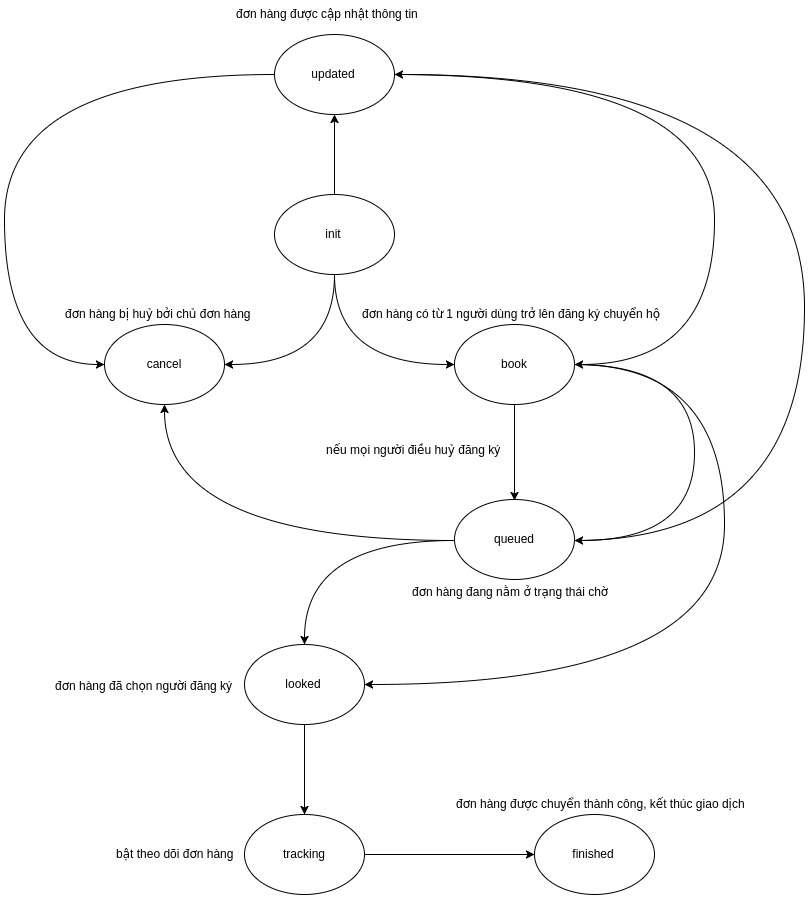 đơn hàng được cập nhật thông tin
updated
init
đơn hàng bị huỷ bởi chủ đơn hàng
đơn hàng có từ 1 người dùng trở lên đăng ký chuyển hộ
cancel
book
nếu mọi người điều huỷ đăng ký
queued
đơn hàng đang nằm ở trạng thái chờ
looked
đơn hàng đã chọn người đăng ký
đơn hàng được chuyển thành công, kết thúc giao dịch
bật theo dõi đơn hàng
tracking
finished